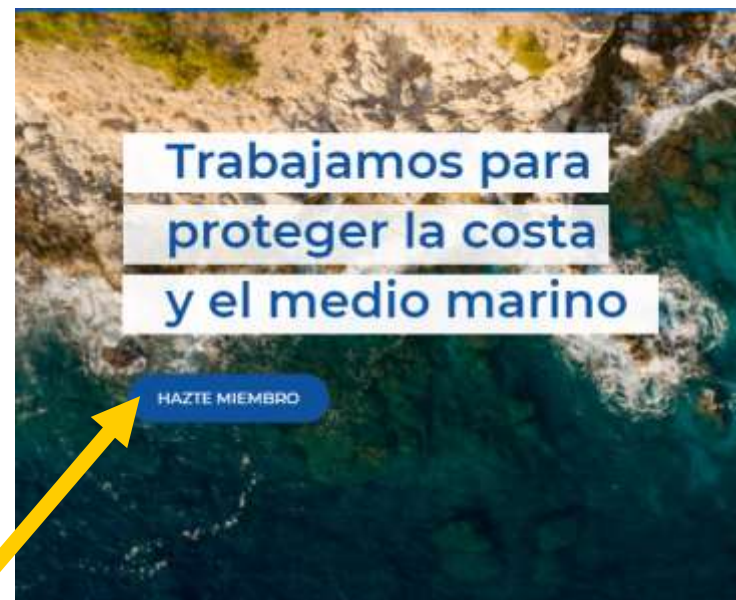 Trabajamos para
proteger la costa
y el medio marino
HAZTE MIEMBRO